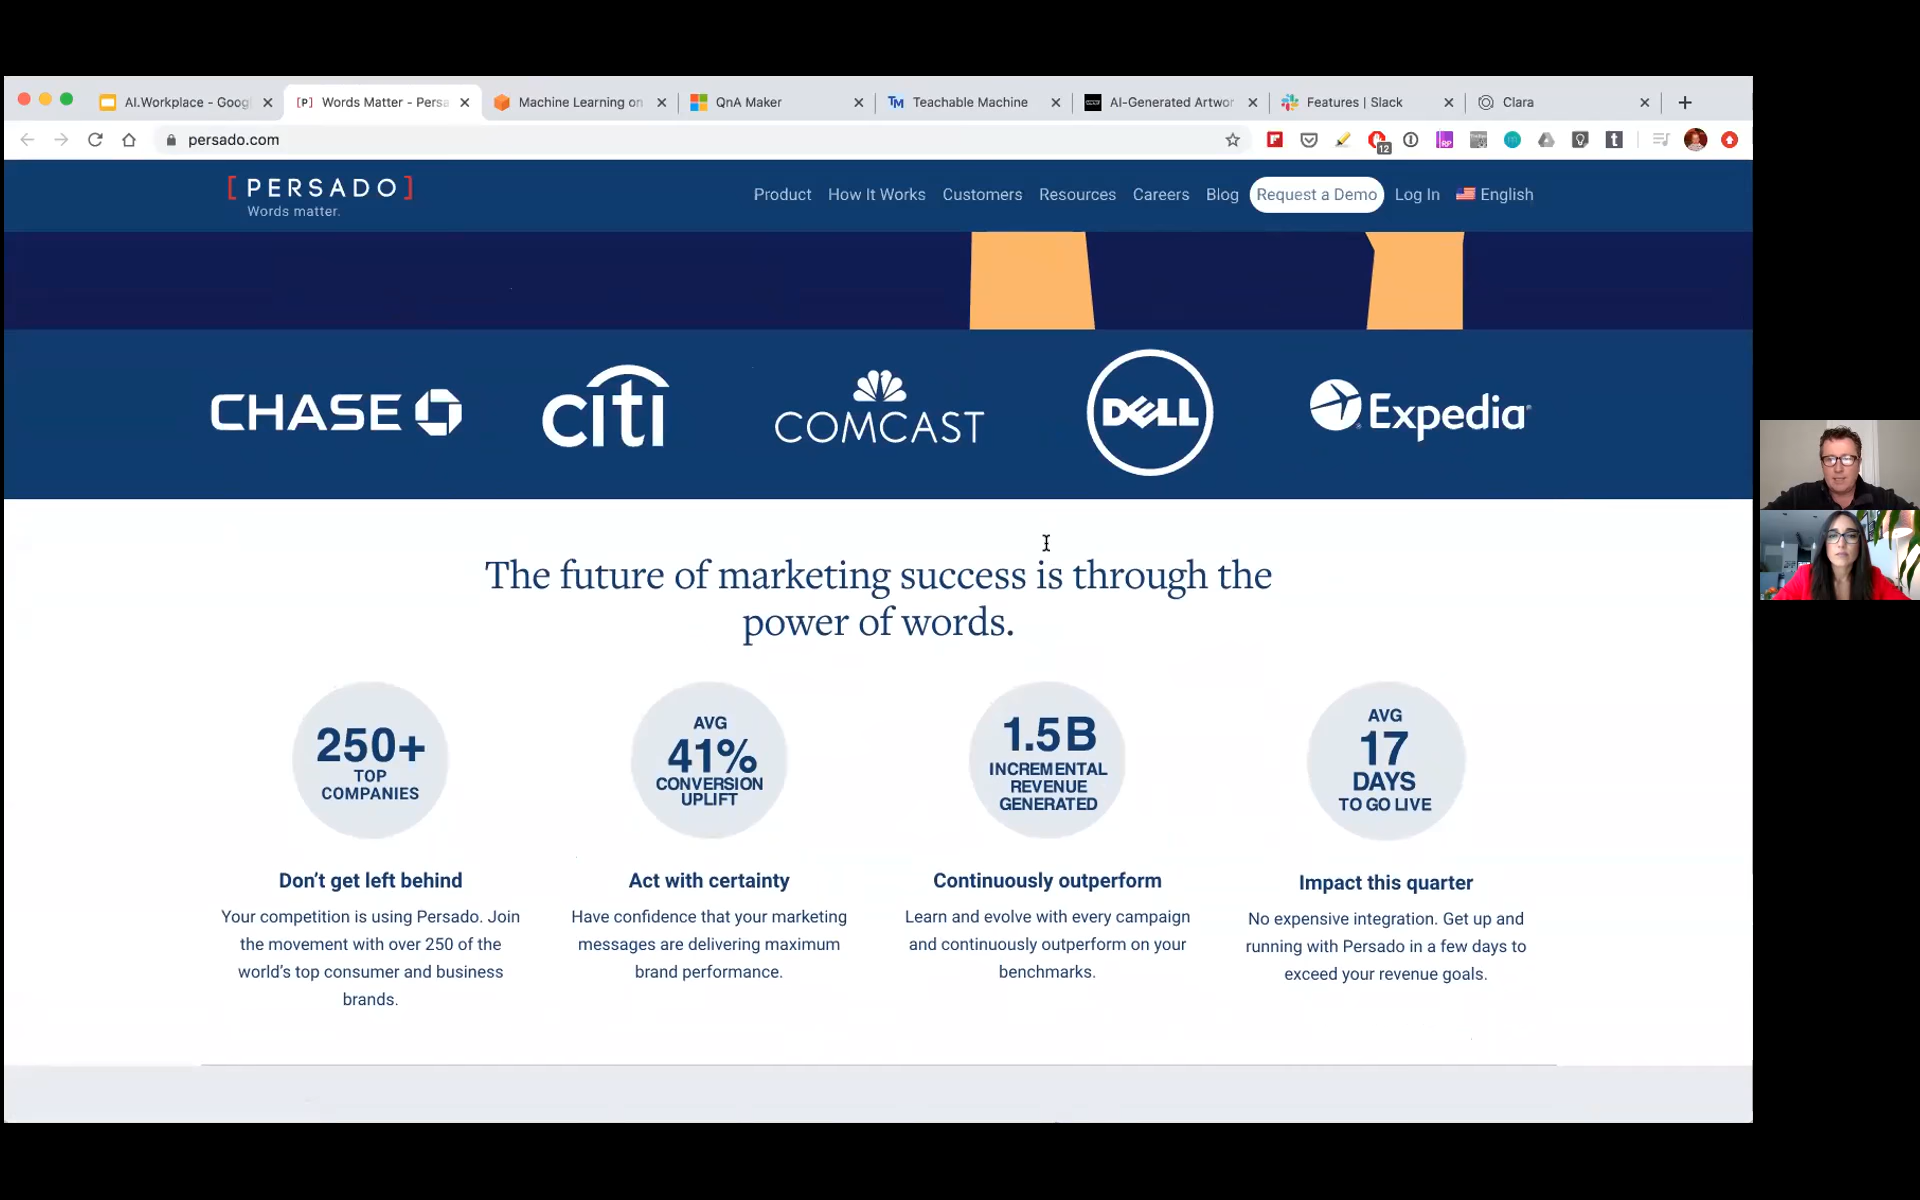 AI.Workplace - Goog
Words Matter - Persa
Machine Learning on
QnA Maker
Teachable Machine
AI-Generated Artwor
Features | Slack
Clara
persado.com
12
[PERSADO]
Words matter.
Product
How It Works
Customers
Resources
Careers
Blog
Request a Demo
Log In
English
CHASE
citi
COMCAST
DELL
Expedia
The future of marketing success is through the
power of words.
250+
TOP
COMPANIES
Don't get left behind
Your competition is using Persado. Join
the movement with over 250 of the
world's top consumer and business
brands.
AVG
41%
CONVERSION
UPLIFT
Act with certainty
Have confidence that your marketing
messages are delivering maximum
brand performance.
1.5B
INCREMENTAL
REVENUE
GENERATED
Continuously outperform
Learn and evolve with every campaign
and continuously outperform on your
benchmarks.
AVG
17
DAYS
TO GO LIVE
Impact this quarter
No expensive integration. Get up and
running with Persado in a few days to
exceed your revenue goals.